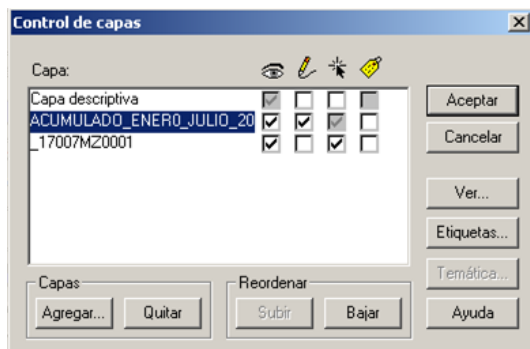 Control de capas
Capa:
Capa descriptiva
ACUMULADO_ENERO_JULIO_20
_17007MZ0001
Aceptar
Cancelar
Ver...
Etiquetas...
Temática...
Ayuda
Capas
Agregar...
Quitar
Reordenar
Subir
Bajar